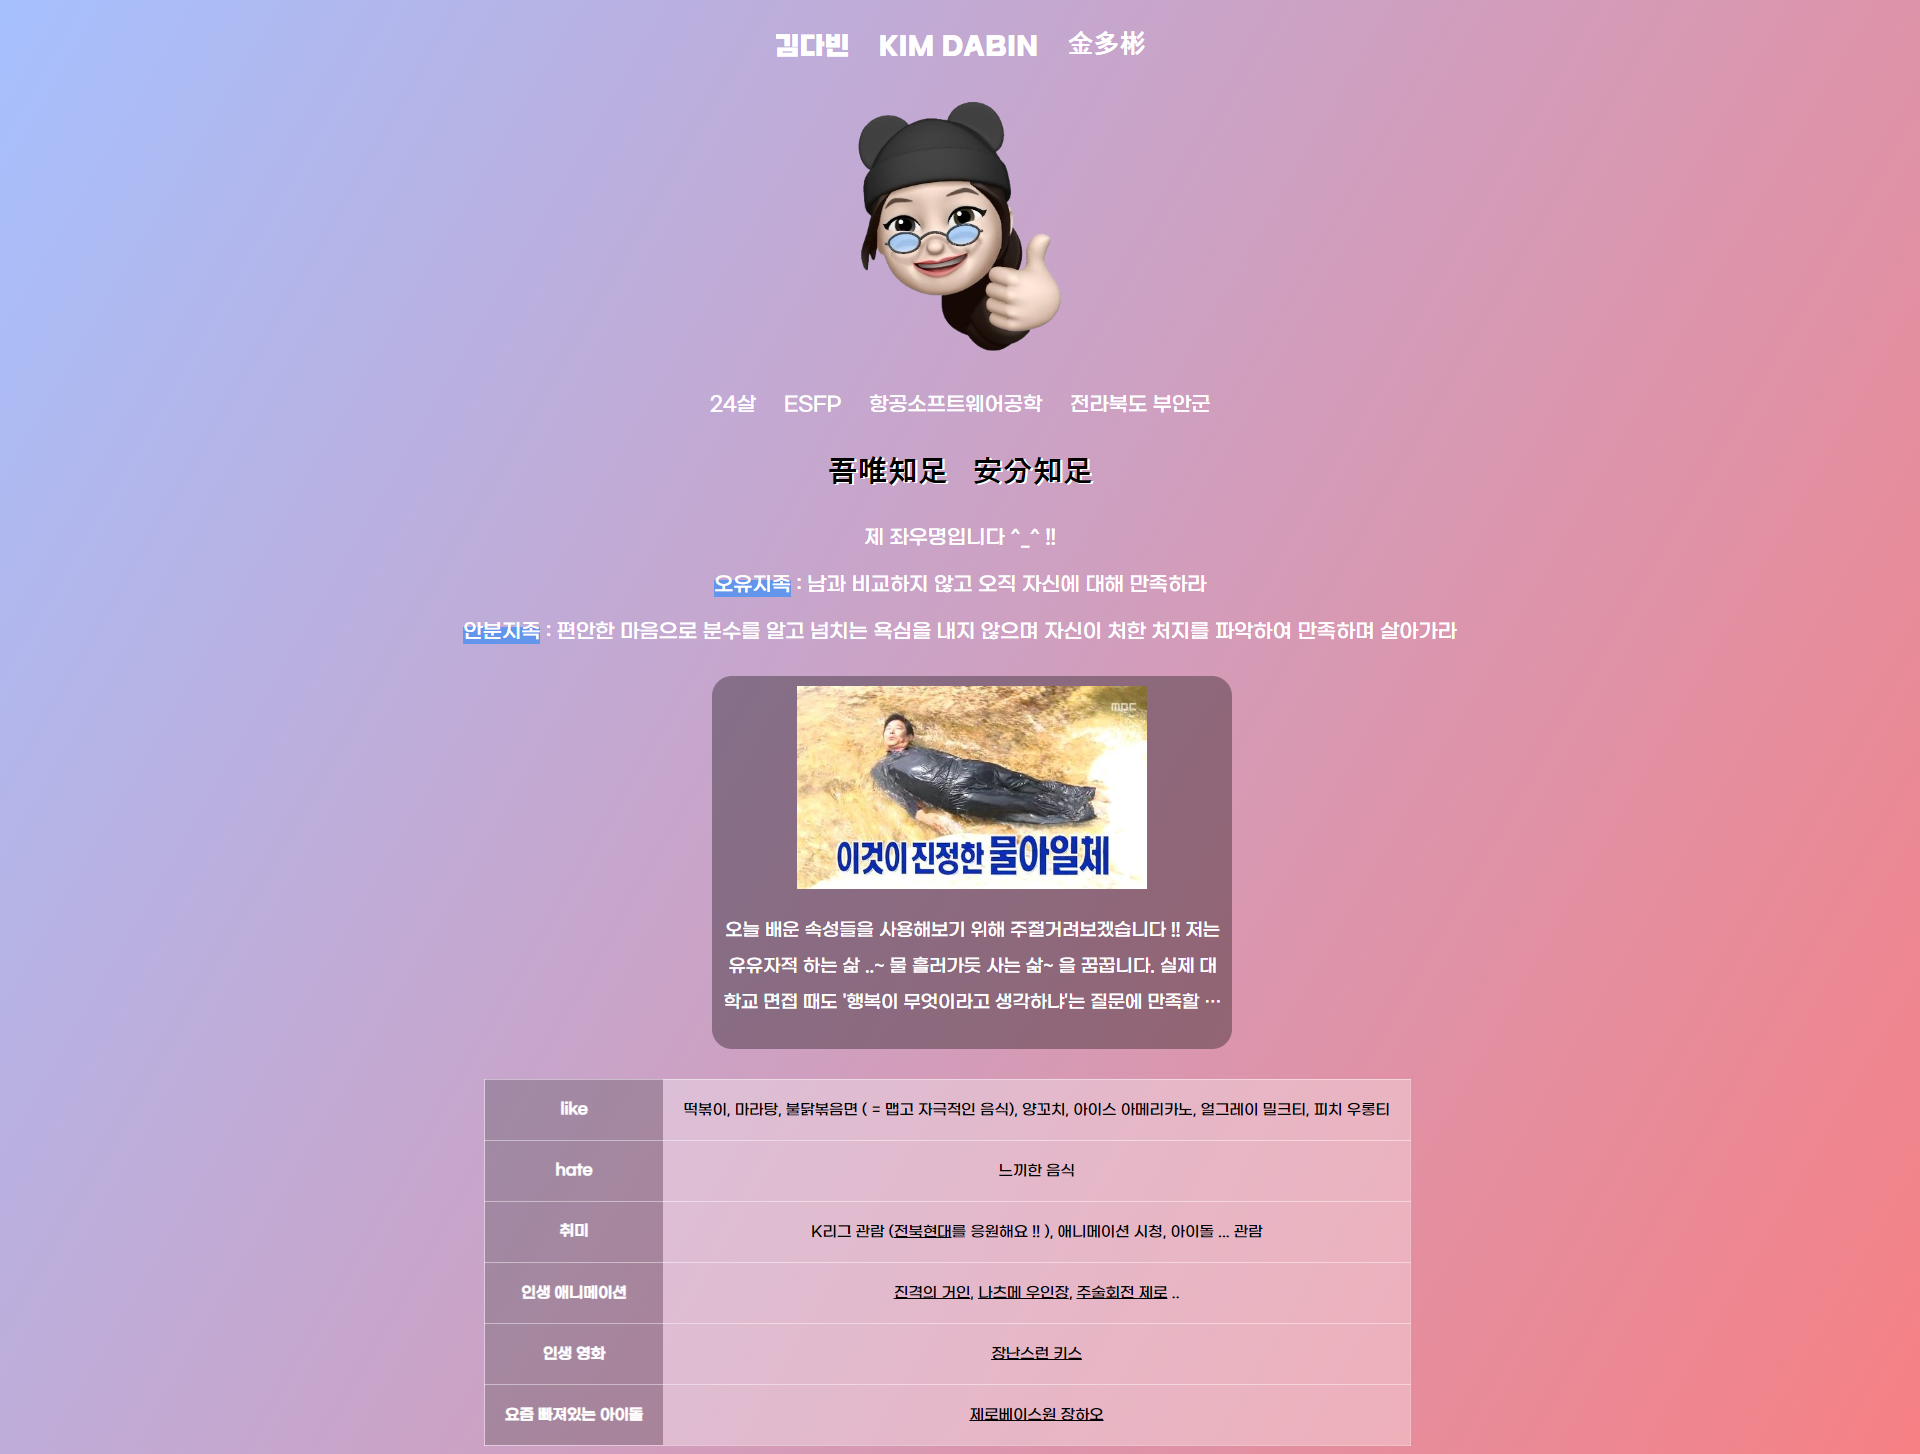 김다빈 KIM DABIN 金多彬
24살 ESFP 항공소프트웨어공학 전라북도 부안군
吾唯知足 安分知足
제 좌우명입니다 ^_^ !!
오유지족 : 남과 비교하지 않고 오직 자신에 대해 만족하라
안분지족 : 편안한 마음으로 분수를 알고 넘치는 욕심을 내지 않으며 자신이 처한 처지를 파악하여 만족하며 살아가라
MBC
이것이 진정한 물아일체
오늘 배운 속성들을 사용해보기 위해 주절거려보겠습니다 !! 저는
유유자적 하는 삶 ..~ 물 흘러가듯 사는 삶~ 을 꿈꿉니다. 실제 대
학교 면접 때도 '행복이 무엇이라고 생각하냐'는 질문에 만족할 …
like 떡볶이, 마라탕, 불닭볶음면 ( = 맵고 자극적인 음식), 양꼬치, 아이스 아메리카노, 얼그레이 밀크티, 피치 우롱티
hate 느끼한 음식
취미 K리그 관람 (전북현대를 응원해요 !! ), 애니메이션 시청, 아이돌 ... 관람
인생 애니메이션 진격의 거인, 나츠메 우인장, 주술회전 제로 ..
인생 영화 장난스런 키스
요즘 빠져있는 아이돌 제로베이스원 장하오